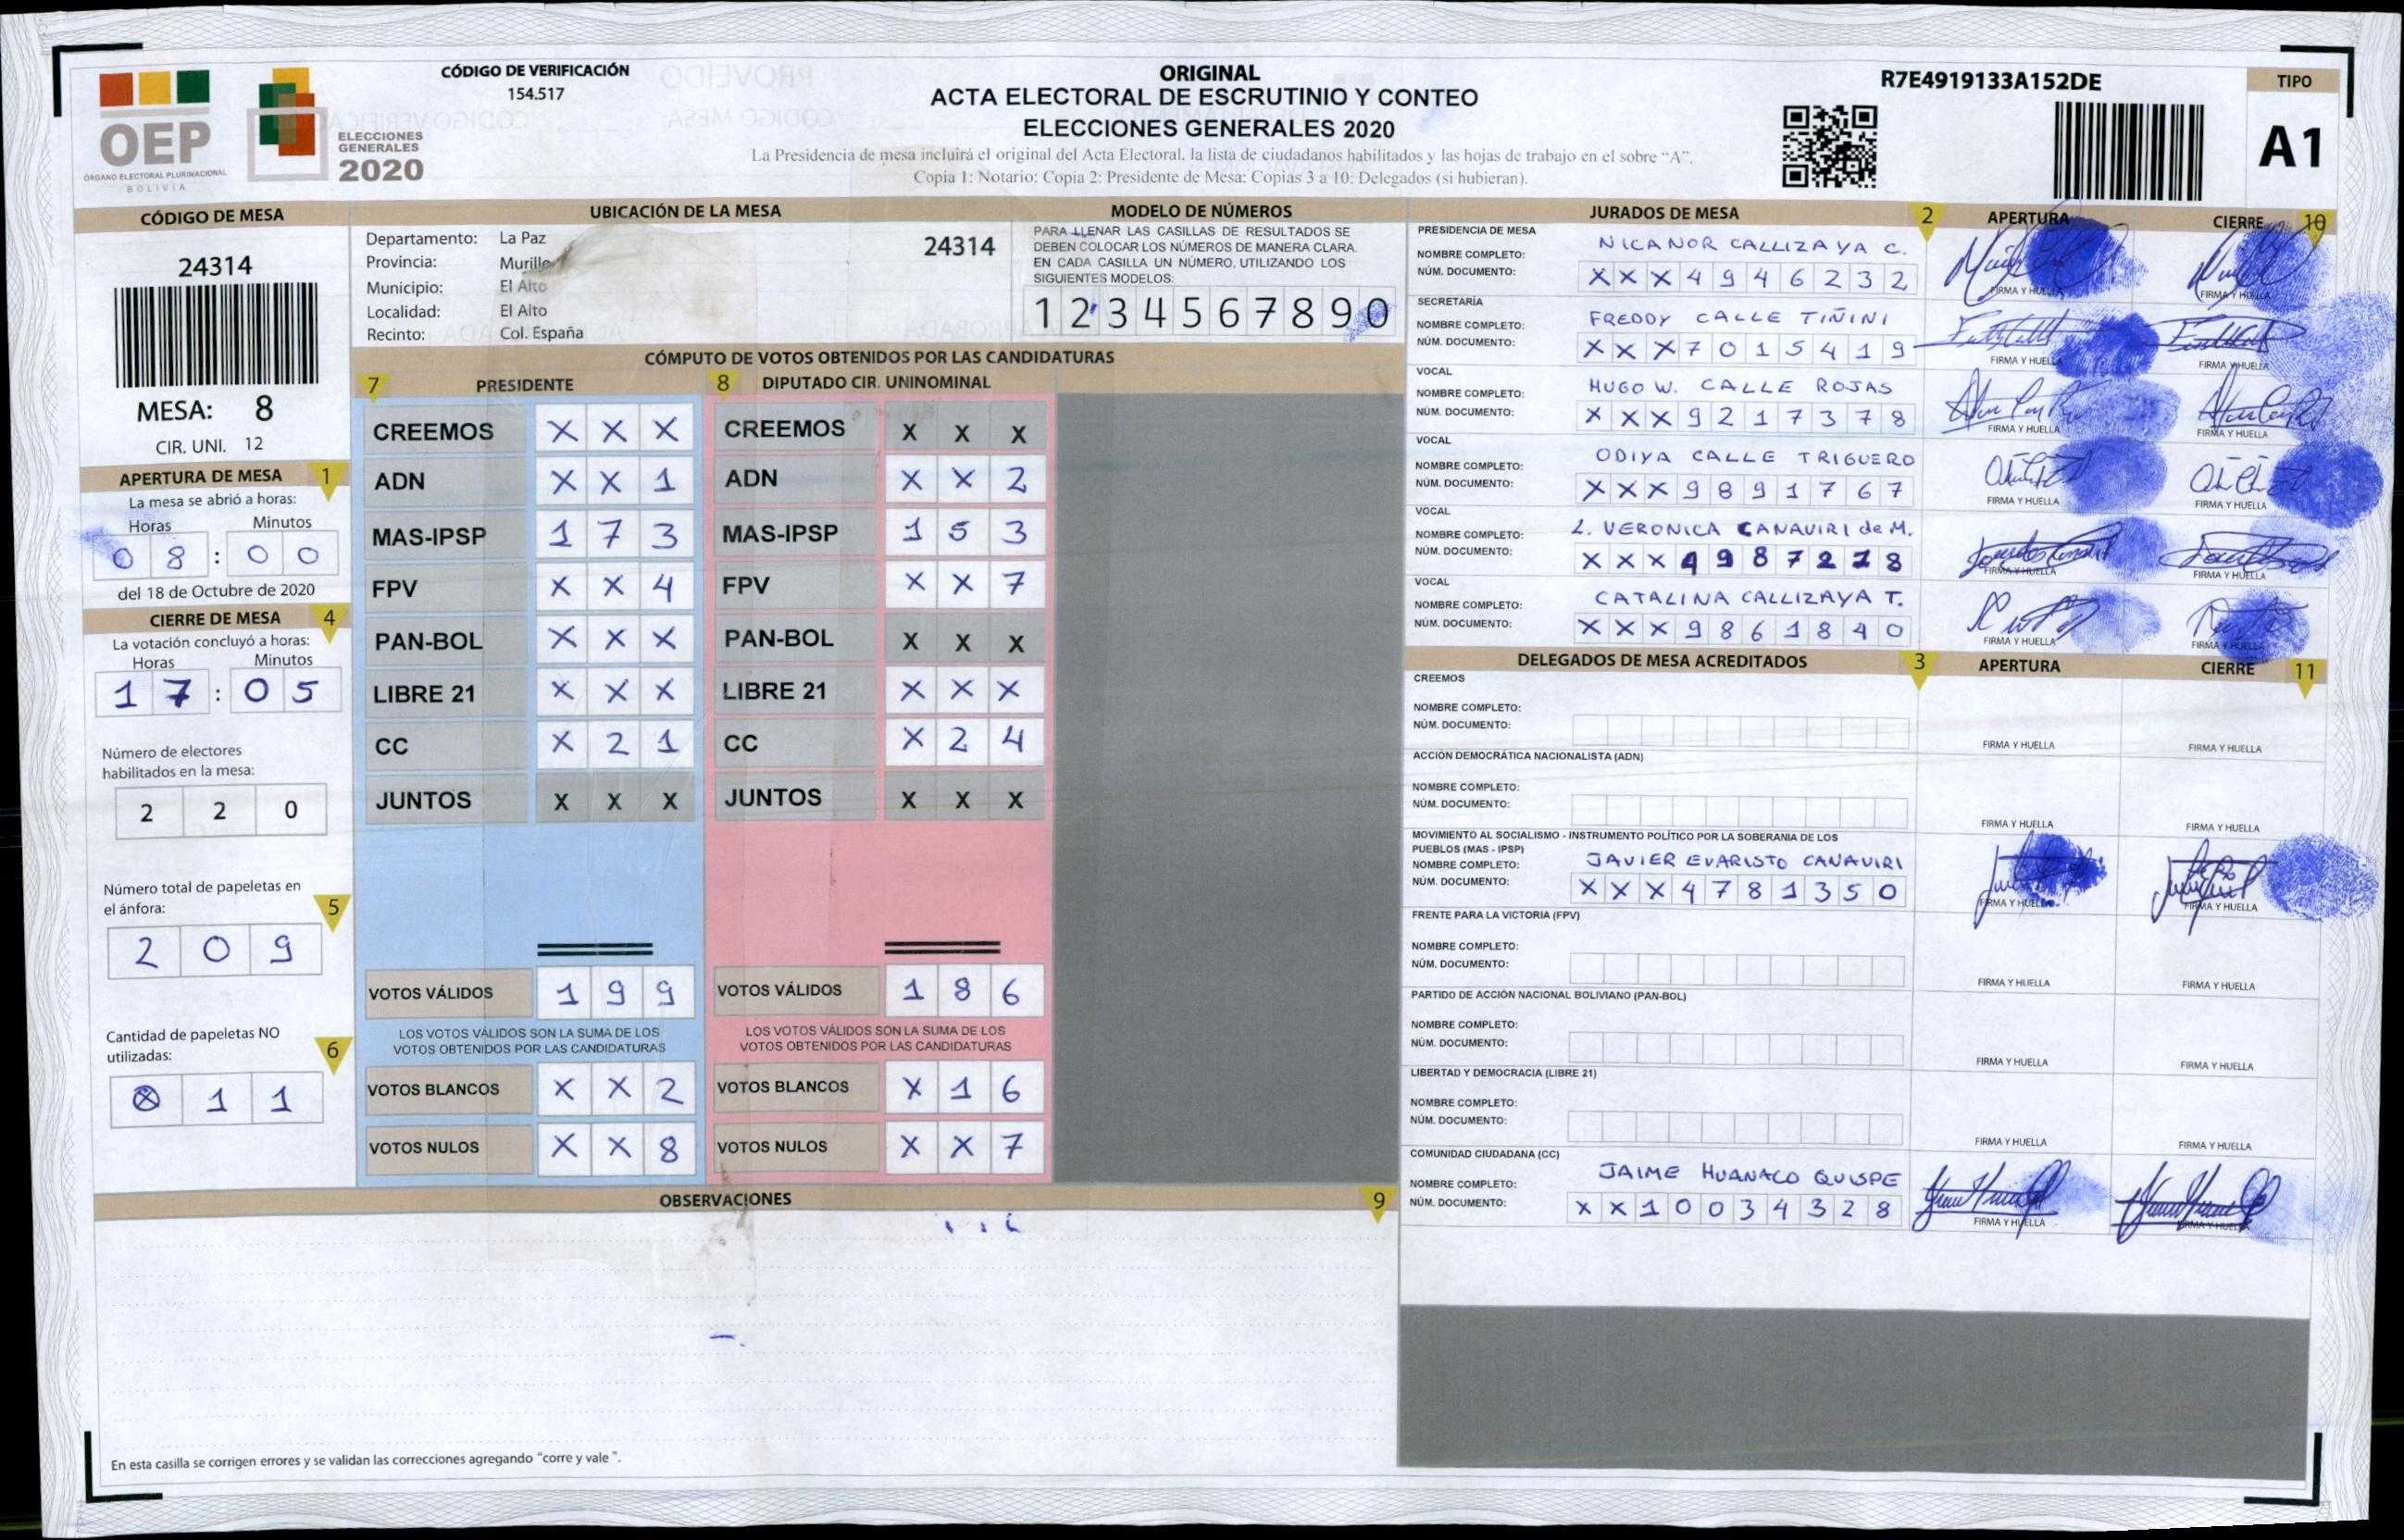 CÓDIGO DE VERIFICACIÓN
154.517
OEP
ÓRGANO ELECTORAL PLURINACIONAL
BOLIVIA
ELECCIONES
GENERALES
2020
ORIGINAL
ACTA ELECTORAL DE ESCRUTINIO Y CONTEO
ELECCIONES GENERALES 2020
La Presidencia de mesa incluirá el original del Acta Electoral, la lista de ciudadanos habilitados y las hojas de trabajo en el sobre “A”.
Copia 1: Notario: Copia 2: Presidente de Mesa: Copias 3 a 10: Delegados (si hubieran).
R7E4919133A152DE
TIPO
A1
CÓDIGO DE MESA
24314
MESA: 8
CIR. UNI. 12
APERTURA DE MESA 1
La mesa se abrió a horas:
Horas Minutos
0 8 : 0 0
del 18 de Octubre de 2020
CIERRE DE MESA 4
La votación concluyó a horas:
Horas Minutos
1 7 : 0 5
Número de electores
habilitados en la mesa:
2 2 0
Número total de papeletas en
el ánfora: 5
2 0 9
Cantidad de papeletas NO
utilizadas: 6
1 1
UBICACIÓN DE LA MESA
Departamento: La Paz
24314
Provincia: Murillo
Municipio: El Alto
Localidad: El Alto
Recinto: Col. España
MODELO DE NÚMEROS
PARA LLENAR LAS CASILLAS DE RESULTADOS SE
DEBEN COLOCAR LOS NÚMEROS DE MANERA CLARA.
EN CADA CASILLA UN NÚMERO, UTILIZANDO LOS
SIGUIENTES MODELOS:
1 2 3 4 5 6 7 8 9 0
CÓMPUTO DE VOTOS OBTENIDOS POR LAS CANDIDATURAS
7 PRESIDENTE
CREEMOS X X X
ADN X X 1
MAS-IPSP 1 7 3
FPV X X 4
PAN-BOL X X X
LIBRE 21 X X X
CC X 2 1
JUNTOS X X X
VOTOS VÁLIDOS 1 9 9
LOS VOTOS VÁLIDOS SON LA SUMA DE LOS
VOTOS OBTENIDOS POR LAS CANDIDATURAS
VOTOS BLANCOS X X 2
VOTOS NULOS X X 8
8 DIPUTADO CIR. UNINOMINAL
CREEMOS X X X
ADN X X 2
MAS-IPSP 1 5 3
FPV X X 7
PAN-BOL X X X
LIBRE 21 X X X
CC X 2 4
JUNTOS X X X
VOTOS VÁLIDOS 1 8 6
LOS VOTOS VÁLIDOS SON LA SUMA DE LOS
VOTOS OBTENIDOS POR LAS CANDIDATURAS
VOTOS BLANCOS X 1 6
VOTOS NULOS X X 7
OBSERVACIONES 9
En esta casilla se corrigen errores y se validan las correcciones agregando “corre y vale ”.
JURADOS DE MESA 2 APERTURA CIERRE 10
PRESIDENCIA DE MESA
NOMBRE COMPLETO: NICANOR CALLIZAYA C.
NÚM. DOCUMENTO: X X X 4 9 4 6 2 3 2
FIRMA Y HUELLA FIRMA Y HUELLA
SECRETARÍA
NOMBRE COMPLETO: FREDDY CALLE TIÑINI
NÚM. DOCUMENTO: X X X 7 0 1 5 4 1 9
FIRMA Y HUELLA FIRMA Y HUELLA
VOCAL
NOMBRE COMPLETO: HUGO W. CALLE ROJAS
NÚM. DOCUMENTO: X X X 9 2 1 7 3 7 8
FIRMA Y HUELLA FIRMA Y HUELLA
VOCAL
NOMBRE COMPLETO: ODIYA CALLE TRIGUERO
NÚM. DOCUMENTO: X X X 9 8 9 1 7 6 7
FIRMA Y HUELLA FIRMA Y HUELLA
VOCAL
NOMBRE COMPLETO: L. VERONICA CANAVIRI de M.
NÚM. DOCUMENTO: X X X 4 9 8 7 2 2 8
FIRMA Y HUELLA FIRMA Y HUELLA
VOCAL
NOMBRE COMPLETO: CATALINA CALLIZAYA T.
NÚM. DOCUMENTO: X X X 9 8 6 1 8 4 0
FIRMA Y HUELLA FIRMA Y HUELLA
DELEGADOS DE MESA ACREDITADOS 3 APERTURA CIERRE 11
CREEMOS
NOMBRE COMPLETO:
NÚM. DOCUMENTO:
FIRMA Y HUELLA FIRMA Y HUELLA
ACCIÓN DEMOCRÁTICA NACIONALISTA (ADN)
NOMBRE COMPLETO:
NÚM. DOCUMENTO:
FIRMA Y HUELLA FIRMA Y HUELLA
MOVIMIENTO AL SOCIALISMO - INSTRUMENTO POLÍTICO POR LA SOBERANIA DE LOS
PUEBLOS (MAS - IPSP)
NOMBRE COMPLETO: JAVIER EVARISTO CANAVIRI
NÚM. DOCUMENTO: X X X 4 7 8 1 3 5 0
FIRMA Y HUELLA FIRMA Y HUELLA
FRENTE PARA LA VICTORIA (FPV)
NOMBRE COMPLETO:
NÚM. DOCUMENTO:
FIRMA Y HUELLA FIRMA Y HUELLA
PARTIDO DE ACCIÓN NACIONAL BOLIVIANO (PAN-BOL)
NOMBRE COMPLETO:
NÚM. DOCUMENTO:
FIRMA Y HUELLA FIRMA Y HUELLA
LIBERTAD Y DEMOCRACIA (LIBRE 21)
NOMBRE COMPLETO:
NÚM. DOCUMENTO:
FIRMA Y HUELLA FIRMA Y HUELLA
COMUNIDAD CIUDADANA (CC)
NOMBRE COMPLETO: JAIME HUANACO QUISPE
NÚM. DOCUMENTO: X X 1 0 0 3 4 3 2 8
FIRMA Y HUELLA FIRMA Y HUELLA